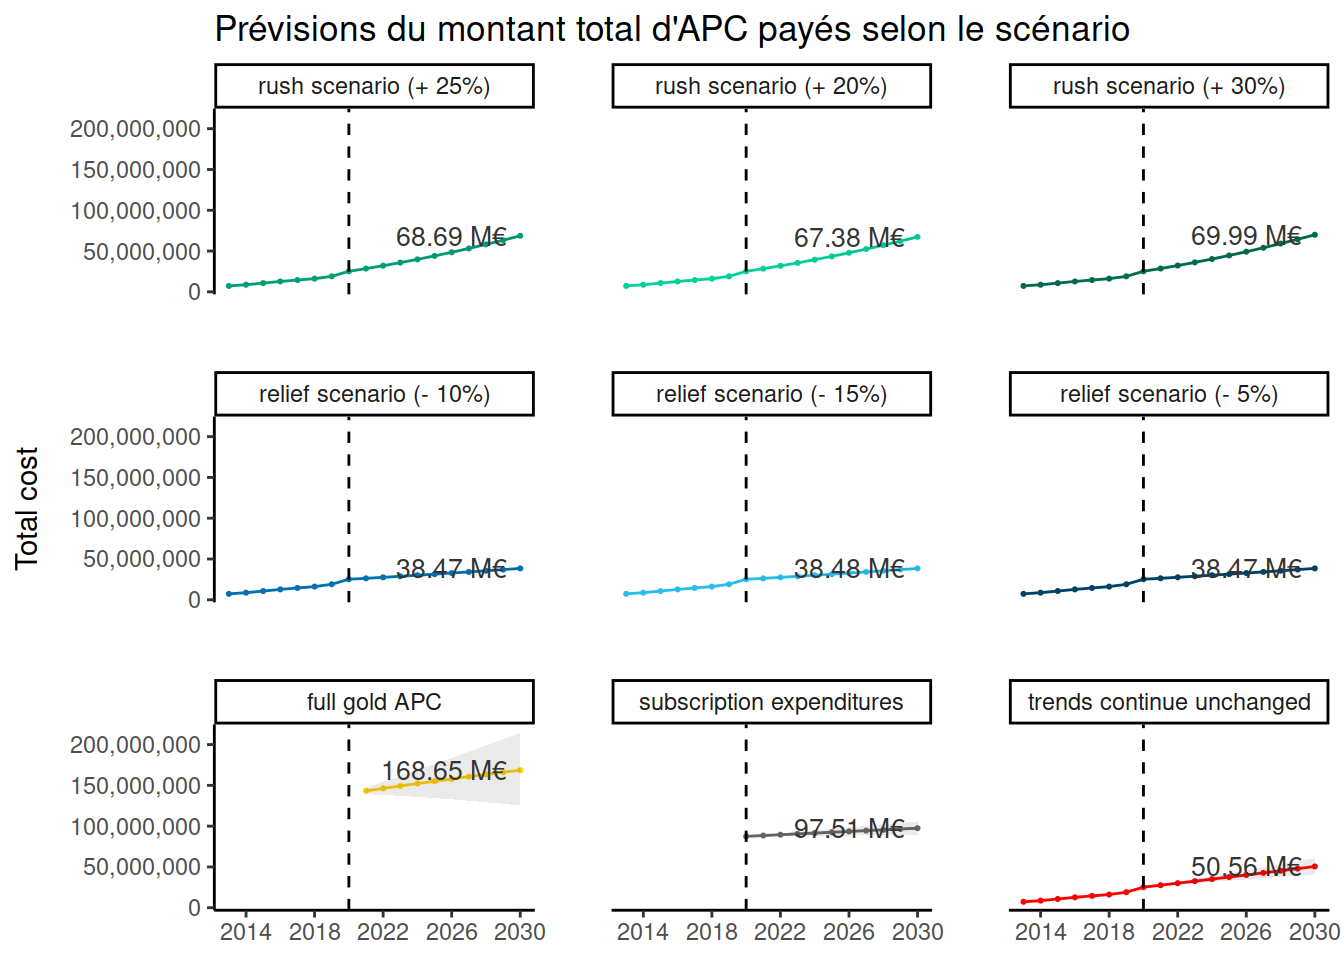 Prévisions du montant total d'APC payés selon le scénario
rush scenario (+ 25%)
rush scenario (+ 20%)
rush scenario (+ 30%)
200,000,000
150,000,000
100,000,000
50,000,000
0
68.69 M€
67.38 M€
69.99 M€
Total cost
relief scenario (- 10%)
relief scenario (- 15%)
relief scenario (- 5%)
200,000,000
150,000,000
100,000,000
50,000,000
0
38.47 M€
38.48 M€
38.47 M€
full gold APC
subscription expenditures
trends continue unchanged
200,000,000
150,000,000
100,000,000
50,000,000
0
168.65 M€
97.51 M€
50.56 M€
2014 2018 2022 2026 2030
2014 2018 2022 2026 2030
2014 2018 2022 2026 2030